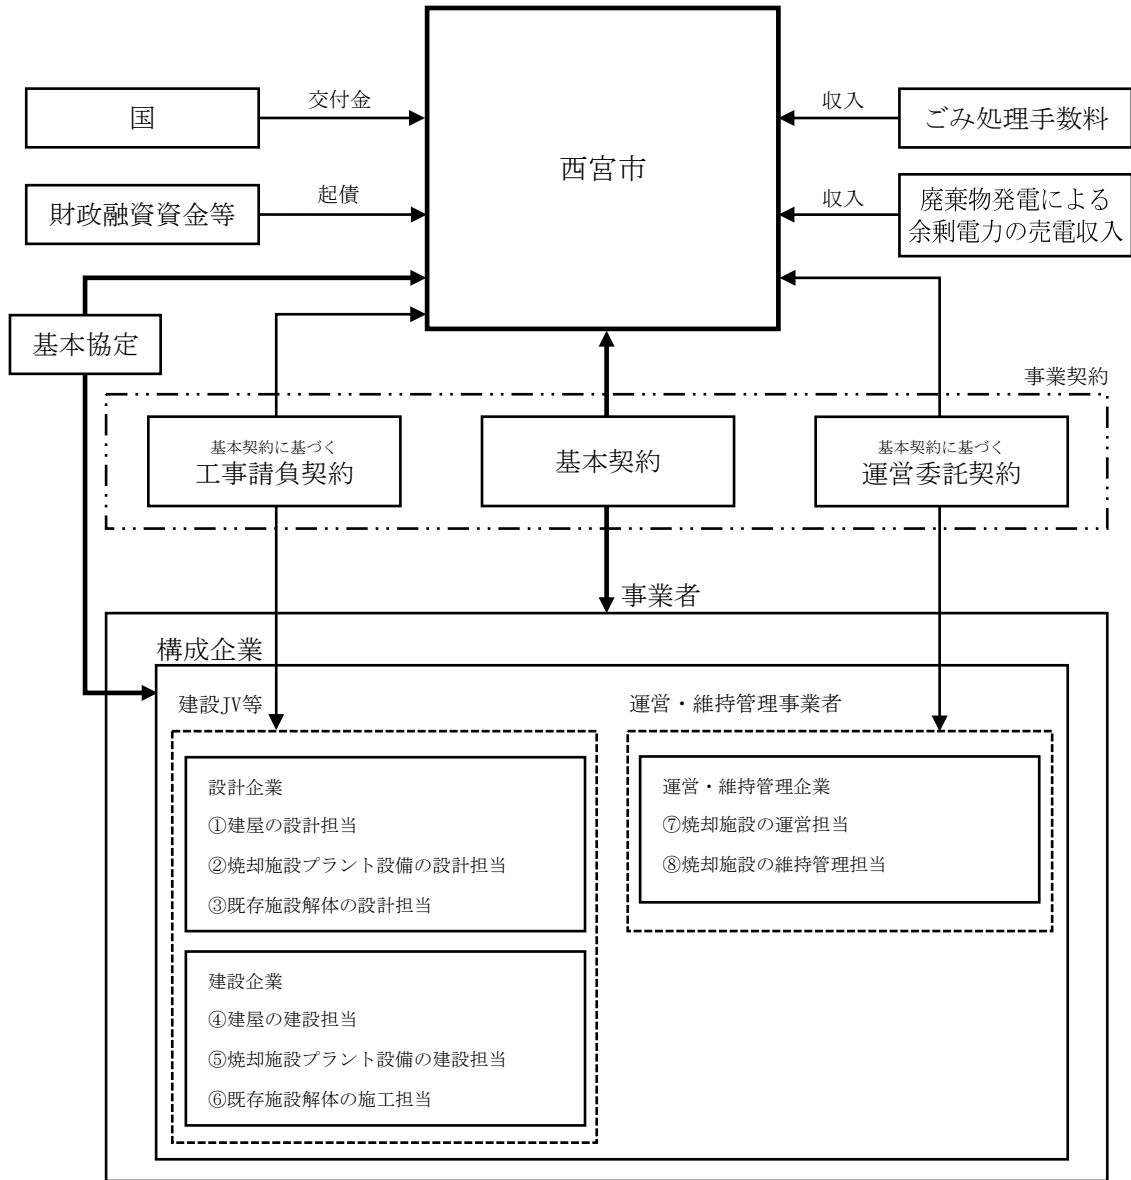 国
交付金
西宮市
収入
ごみ処理手数料
財政融資資金等
起債
収入
廃棄物発電による
余剰電力の売電収入
基本協定
事業契約
基本契約に基づく
工事請負契約
基本契約
基本契約に基づく
運営委託契約
事業者
構成企業
建設JV等
設計企業
①建屋の設計担当
②焼却施設プラント設備の設計担当
③既存施設解体の設計担当
建設企業
④建屋の建設担当
⑤焼却施設プラント設備の建設担当
⑥既存施設解体の施工担当
運営・維持管理事業者
運営・維持管理企業
⑦焼却施設の運営担当
⑧焼却施設の維持管理担当